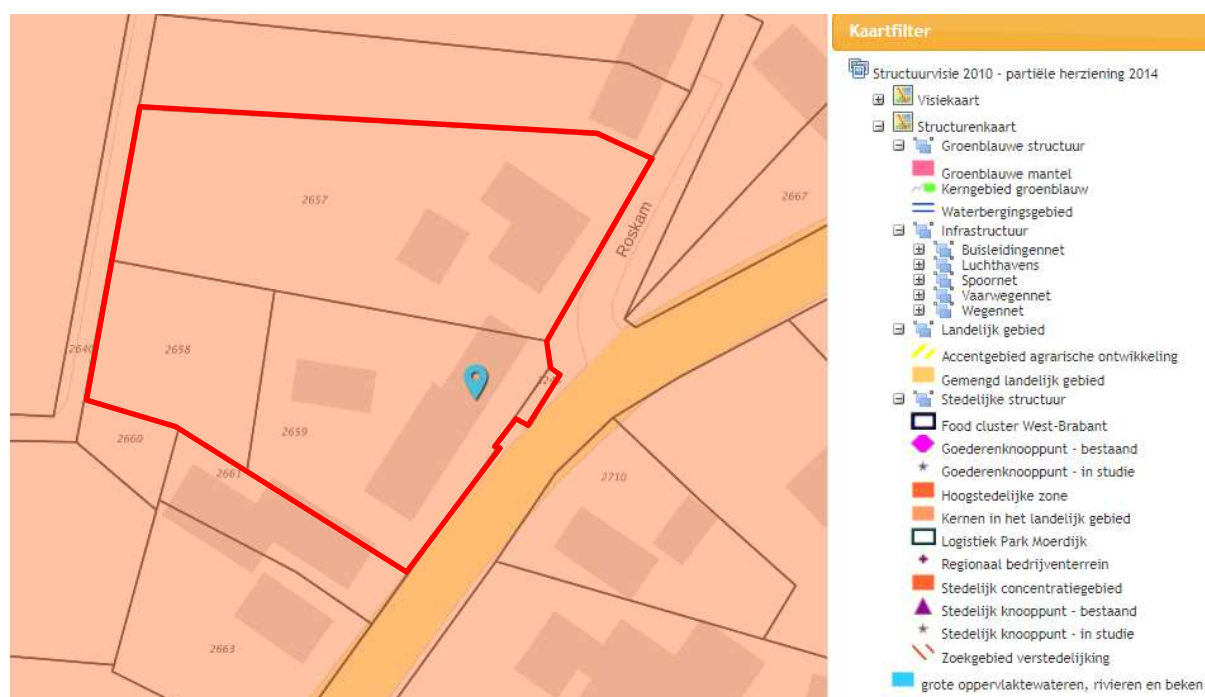 2657
2667
Roskam
2640
2658
2659
2660
2661
2710
2663
Kaartfilter
Structuurvisie 2010 - partiële herziening 2014
Visiekaart
Structurenkaart
Groenblauwe structuur
Groenblauwe mantel
Kerngebied groenblauw
Waterbergingsgebied
Infrastructuur
Buisleidingennet
Luchthavens
Spoornet
Vaarwegennet
Wegennet
Landelijk gebied
Accentgebied agrarische ontwikkeling
Gemengd landelijk gebied
Stedelijke structuur
Food cluster West-Brabant
Goederenknooppunt - bestaand
Goederenknooppunt - in studie
Hoogstedelijke zone
Kernen in het landelijk gebied
Logistiek Park Moerdijk
Regionaal bedrijventerrein
Stedelijk concentratiegebied
Stedelijk knooppunt - bestaand
Stedelijk knooppunt - in studie
Zoekgebied verstedelijking
grote oppervlaktewateren, rivieren en beken